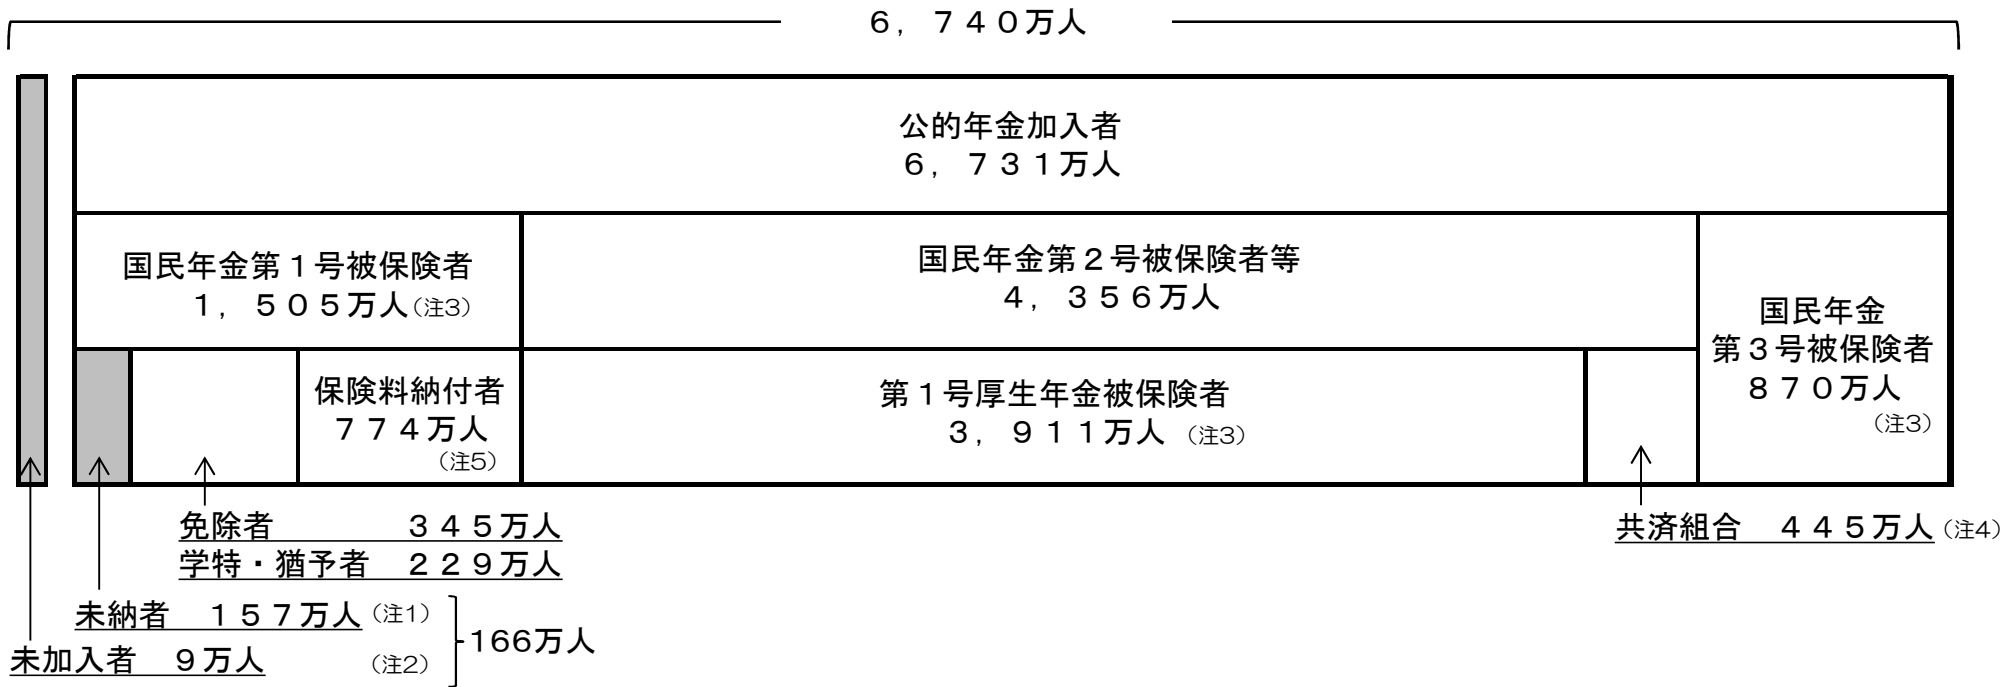 ６，７４０万人
公的年金加入者
６，７３１万人
国民年金第１号被保険者
１，５０５万人（注3）
国民年金第２号被保険者等
４，３５６万人
国民年金
第３号被保険者
８７０万人
（注3）
保険料納付者
７７４万人
（注5）
第１号厚生年金被保険者
３，９１１万人（注3）
免除者　３４５万人
学特・猶予者　２２９万人
共済組合　４４５万人（注4）
未納者　１５７万人（注1）
未加入者　９万人（注2）
166万人